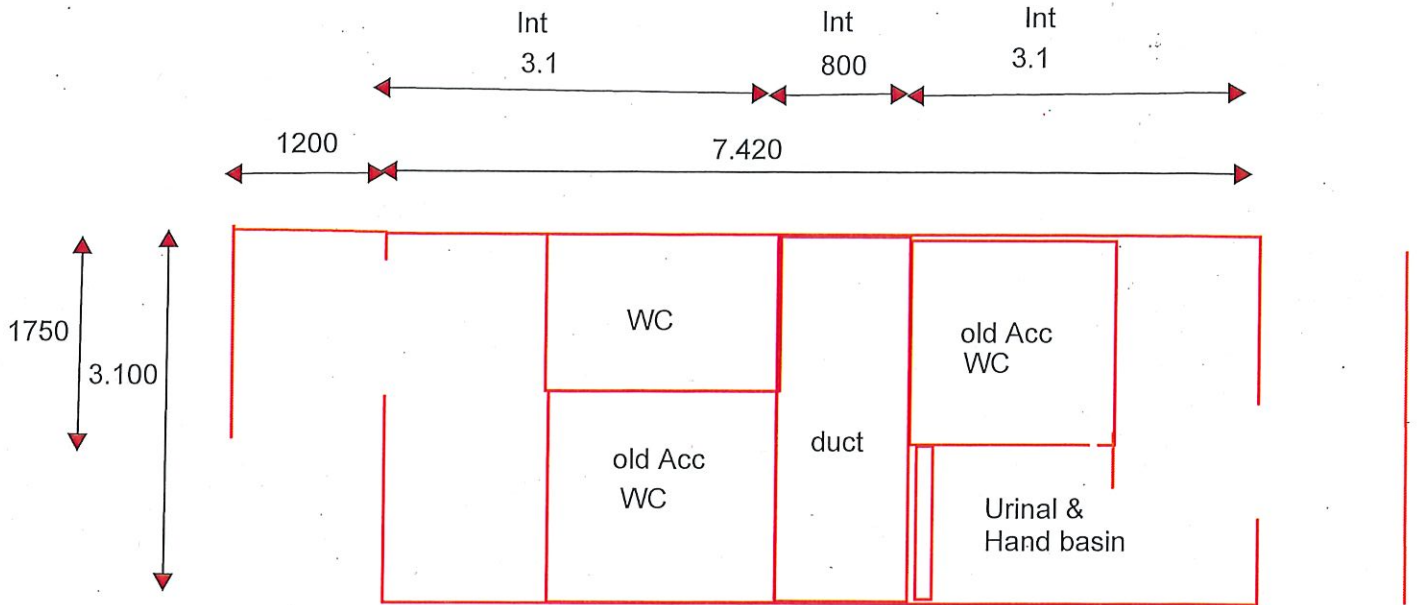 Int
3.1
Int
800
Int
3.1
1200
7.420
1750
3.100
WC
old Acc
WC
duct
old Acc
WC
Urinal &
Hand basin